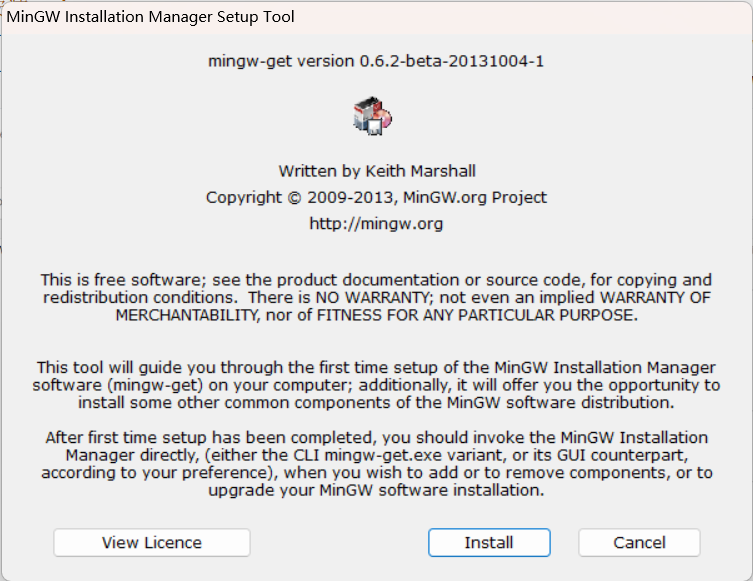 MinGW Installation Manager Setup Tool
mingw-get version 0.6.2-beta-20131004-1
Written by Keith Marshall
Copyright © 2009-2013, MinGW.org Project
http://mingw.org
This is free software; see the product documentation or source code, for copying and
redistribution conditions.  There is NO WARRANTY; not even an implied WARRANTY OF
MERCHANTABILITY, nor of FITNESS FOR ANY PARTICULAR PURPOSE.
This tool will guide you through the first time setup of the MinGW Installation Manager
software (mingw-get) on your computer; additionally, it will offer you the opportunity to
install some other common components of the MinGW software distribution.
After first time setup has been completed, you should invoke the MinGW Installation
Manager directly, (either the CLI mingw-get.exe variant, or its GUI counterpart,
according to your preference), when you wish to add or to remove components, or to
upgrade your MinGW software installation.
View Licence
Install
Cancel